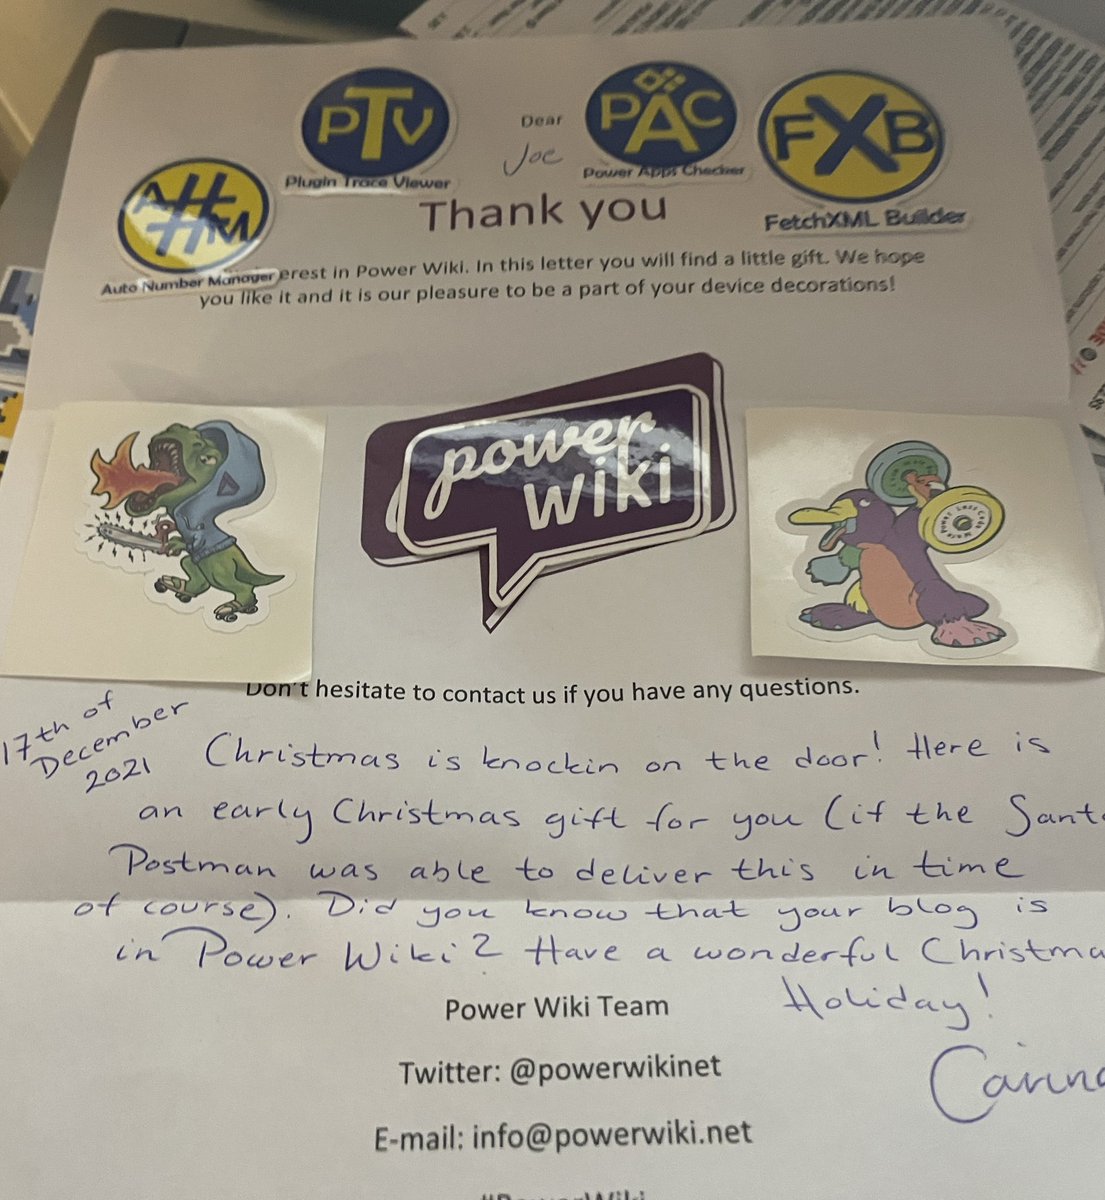 PTV
Plugin Trace Viewer
Dear
Joe
PAC
Power Apps Checker
FXB
FetchXML Builder
AHM
Auto Number Manager
Thank you
erest in Power Wiki. In this letter you will find a little gift. We hope
you like it and it is our pleasure to be a part of your device decorations!
power
wiki
Don't hesitate to contact us if you have any questions.
17th of
December
2021
Christmas is knockin on the door! Here is
an early Christmas gift for you (if the Sant
Postman was able to deliver this in time
of course). Did you know that your blog is
in Power Wiki? Have a wonderful Christma
Holiday!
Carina
Power Wiki Team
Twitter: @powerwikinet
E-mail: info@powerwiki.net
#PowerWiki